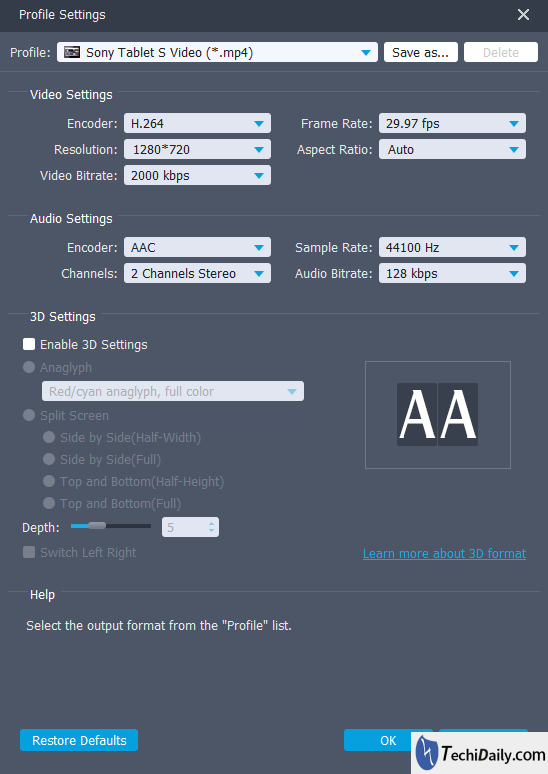 Profile Settings
Profile: Sony Tablet S Video (*.mp4) Save as... Delete
Video Settings
Encoder: H.264 Frame Rate: 29.97 fps
Resolution: 1280*720 Aspect Ratio: Auto
Video Bitrate: 2000 kbps
Audio Settings
Encoder: AAC Sample Rate: 44100 Hz
Channels: 2 Channels Stereo Audio Bitrate: 128 kbps
3D Settings
Enable 3D Settings
Anaglyph
Red/cyan anaglyph, full color
AA
Split Screen
Side by Side(Half-Width)
Side by Side(Full)
Top and Bottom(Half-Height)
Top and Bottom(Full)
Depth: 5
Switch Left Right Learn more about 3D format
Help
Select the output format from the "Profile" list.
Restore Defaults OK
TechiDaily.com